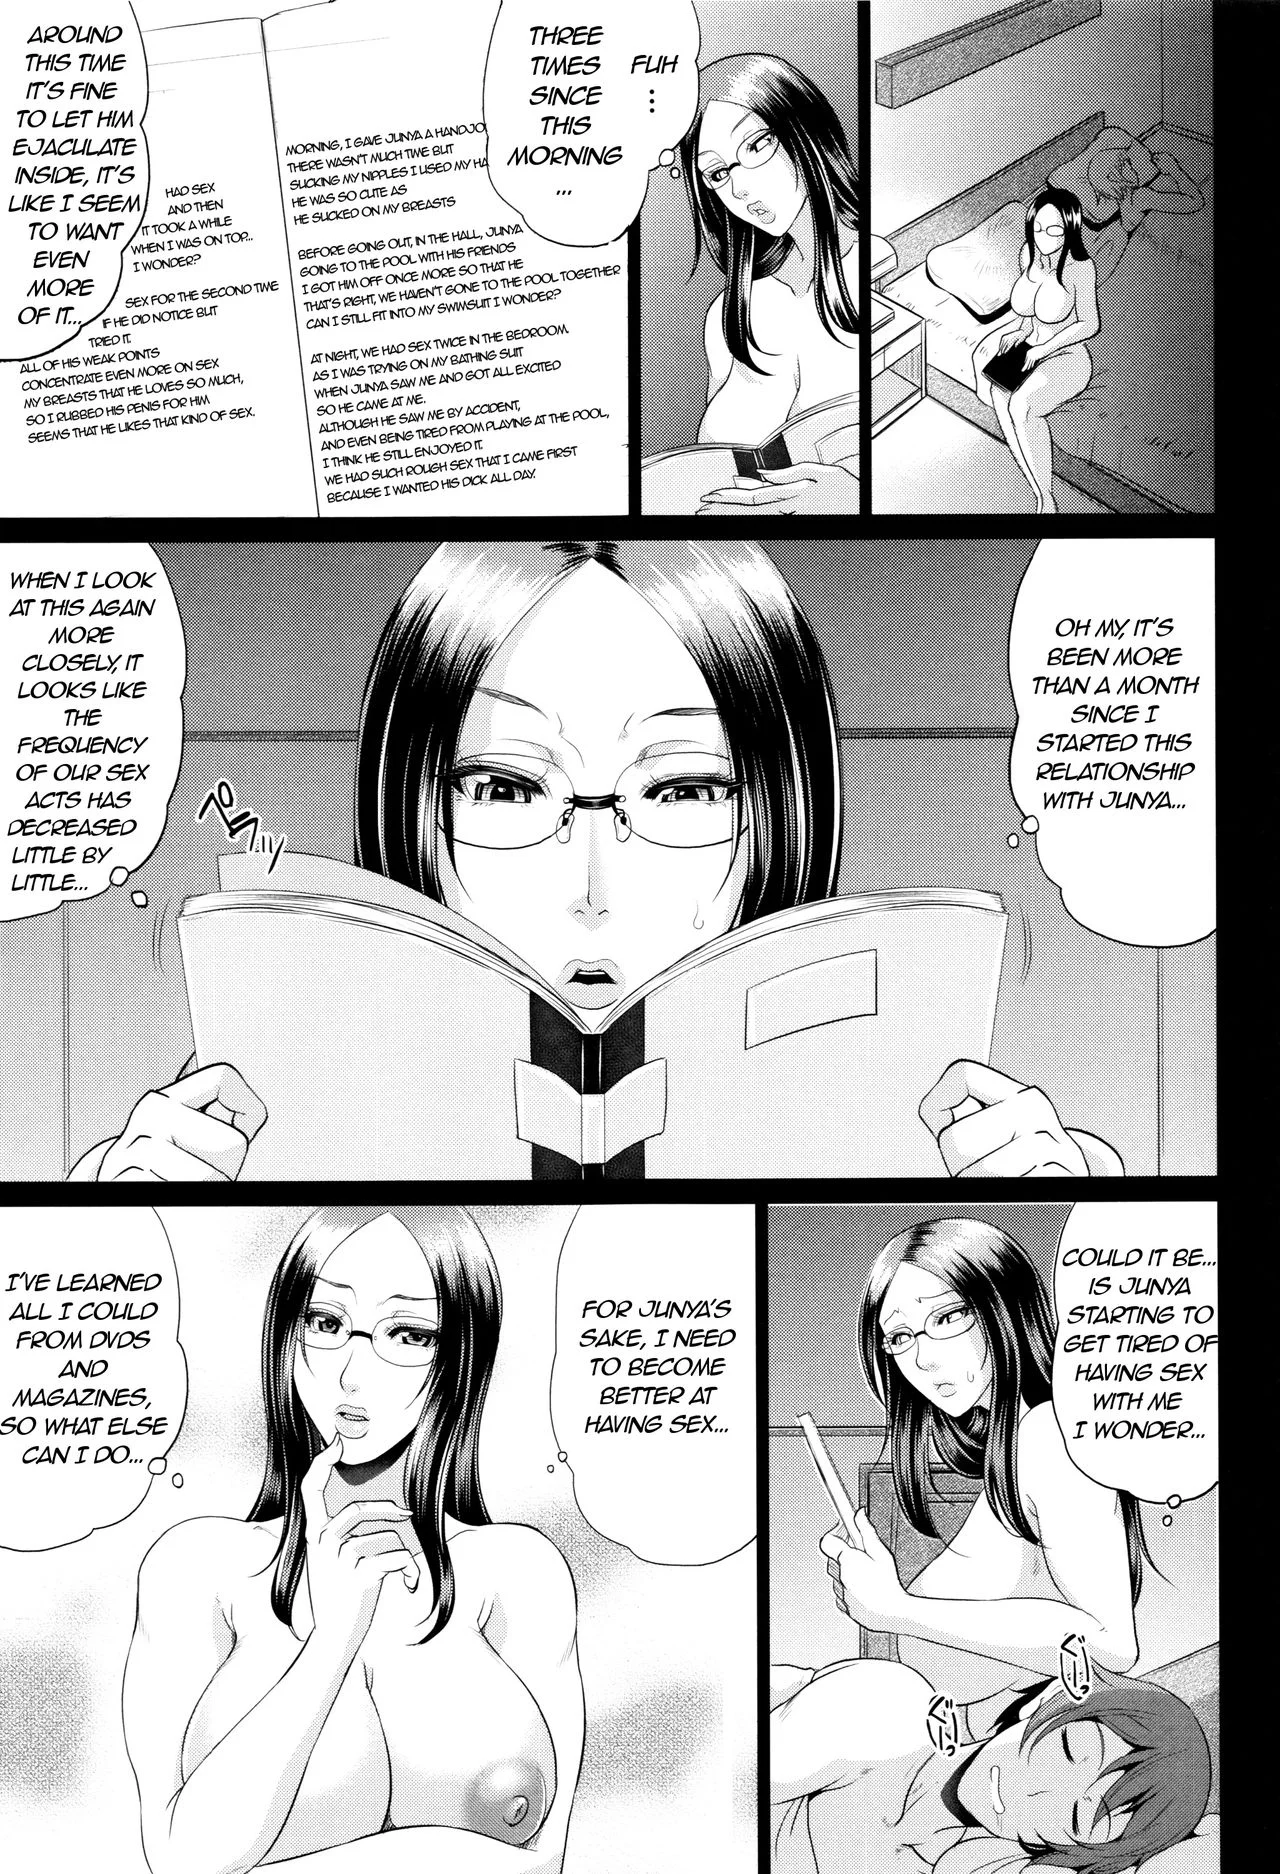 FUH
...
THREE
TIMES
SINCE
THIS
MORNING
...
MORNING, I GAVE JUNYA A HANDJO
THERE WASN'T MUCH TWE BUT
SUCKING MY NIPPLES I USED MY HA
HE WAS SO CUTE AS
HE SUCKED ON MY BREASTS
BEFORE GOING OUT, IN THE HALL, JUNYA
GOING TO THE POOL WITH HIS FRIENDS
I GOT HIM OFF ONCE MORE SO THAT HE
THAT'S RIGHT, WE HAVEN'T GONE TO THE POOL TOGETHER
CAN I STILL FIT INTO MY SWIMSUIT I WONDER?
AT NIGHT, WE HAD SEX TWICE IN THE BEDROOM
AS I WAS TRYING ON MY BATHING SUIT
WHEN JUNYA SAW ME AND GOT ALL EXCITED
SO HE CAME AT ME.
ALTHOUGH HE SAW ME BY ACCIDENT,
AND EVEN BEING TIRED FROM PLAYING AT THE POOL,
I THINK HE STILL ENJOYED IT.
WE HAD SUCH ROUGH SEX THAT I CAME FIRST
BECAUSE I WANTED HIS DICK ALL DAY.
HAD SEX
AND THEN
IT TOOK A WHILE
WHEN I WAS ON TOP...
I WONDER?
SEX FOR THE SECOND TWE
IF HE DID NOTICE BUT
TRIED IT.
ALL OF HIS WEAK POINTS
CONCENTRATE EVEN MORE ON SEX
MY BREASTS THAT HE LOVES SO MUCH,
SO I RUBBED HIS PENIS FOR HIM
SEEMS THAT HE LIKES THAT KIND OF SEX.
AROUND
THIS TIME
IT'S FINE
TO LET HIM
EJACULATE
INSIDE, IT'S
LIKE I SEEM
TO WANT
EVEN
MORE
OF IT...
OH MY, IT'S
BEEN MORE
THAN A MONTH
SINCE I
STARTED THIS
RELATIONSHIP
WITH JUNYA...
WHEN I LOOK
AT THIS AGAIN
MORE
CLOSELY, IT
LOOKS LIKE
THE
FREQUENCY
OF OUR SEX
ACTS HAS
DECREASED
LITTLE BY
LITTLE...
COULD IT BE...
IS JUNYA
STARTING TO
GET TIRED OF
HAVING SEX
WITH ME
I WONDER...
ぐーっ
ぐーっ
FOR JUNYA'S
SAKE, I NEED
TO BECOME
BETTER AT
HAVING SEX...
I'VE LEARNED
ALL I COULD
FROM DVDS
AND
MAGAZINES,
SO WHAT ELSE
CAN I DO...